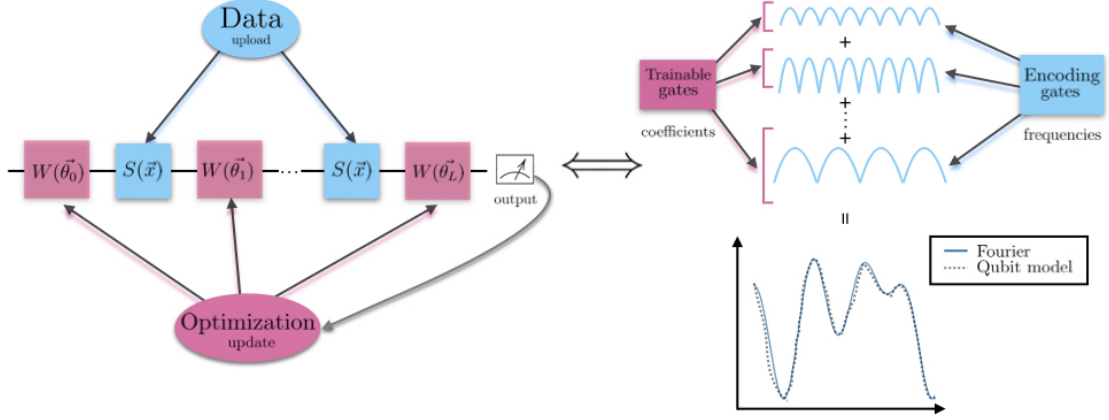 Data
upload
W(θ⃗₀)
S(x⃗)
W(θ⃗₁)
...
S(x⃗)
W(θ⃗_L)
output
Optimization
update
Trainable
gates
coefficients
+
+
+
Encoding
gates
frequencies
=
Fourier
Qubit model